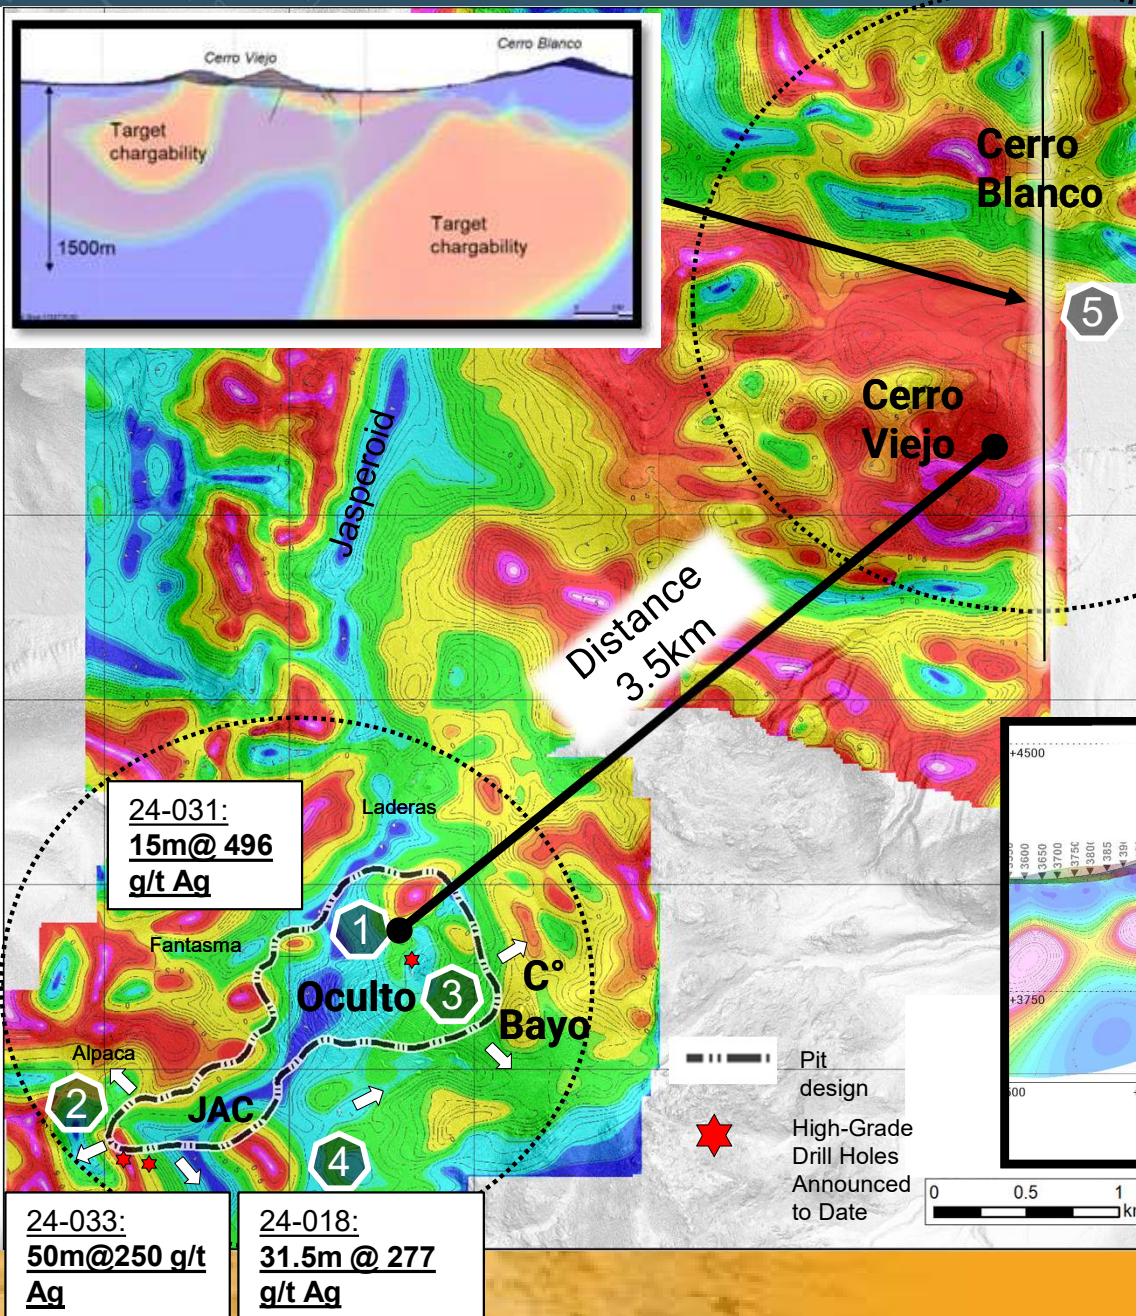 Cerro Viejo
Cerro Blanco
Target
chargability
Target
chargability
1500m
Cerro
Blanco
5
Cerro
Viejo
Jasperoid
Distance
3.5km
24-031:
15m@ 496
g/t Ag
Laderas
Fantasma
1
Oculto
3
C°
Bayo
Alpaca
2
JAC
4
Pit
design
High-Grade
Drill Holes
Announced
to Date
+4500
3600
3650
3700
+3750
0 0.5 1
24-033:
50m@250 g/t
Ag
24-018:
31.5m @ 277
g/t Ag